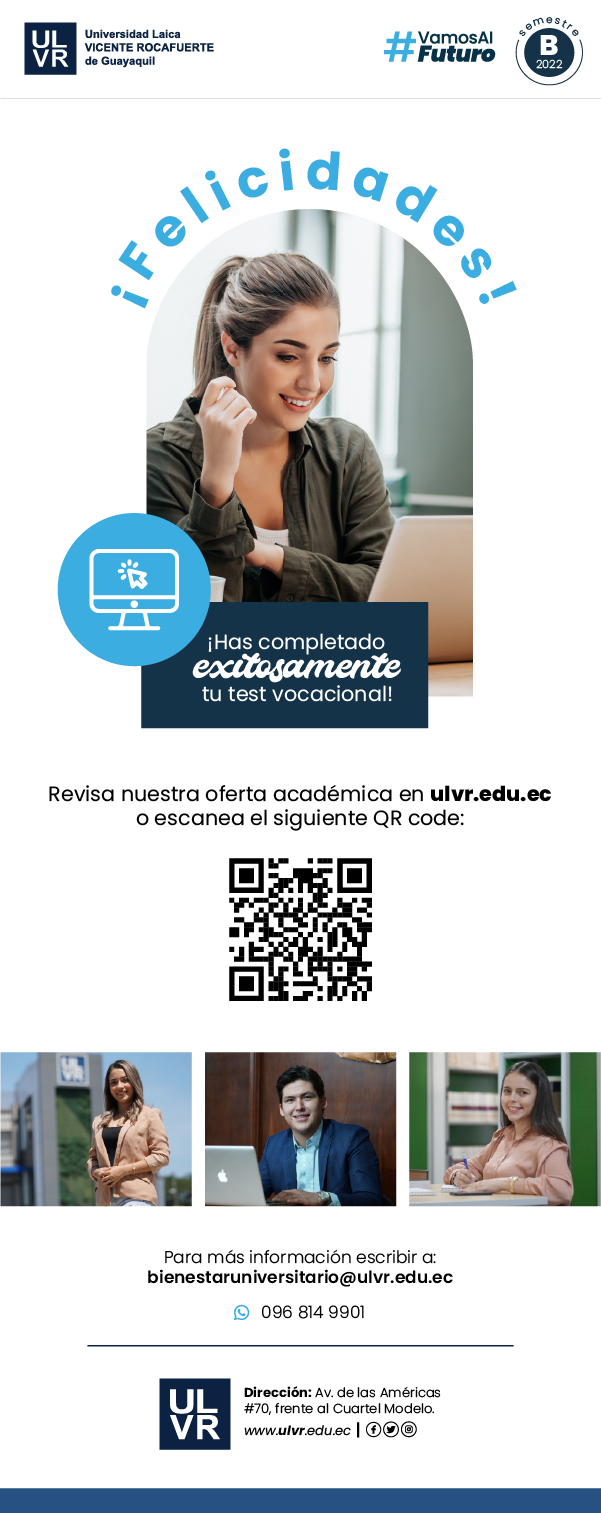 UL
VR
Universidad Laica
VICENTE ROCAFUERTE
de Guayaquil
#VamosAl
Futuro
semestre
B
2022
¡Felicidades!
¡Has completado
exitosamente
tu test vocacional!
Revisa nuestra oferta académica en ulvr.edu.ec
o escanea el siguiente QR code:
UL
VR
Para más información escribir a:
bienestaruniversitario@ulvr.edu.ec
096 814 9901
UL
VR
Dirección: Av. de las Américas
#70, frente al Cuartel Modelo.
www.ulvr.edu.ec |